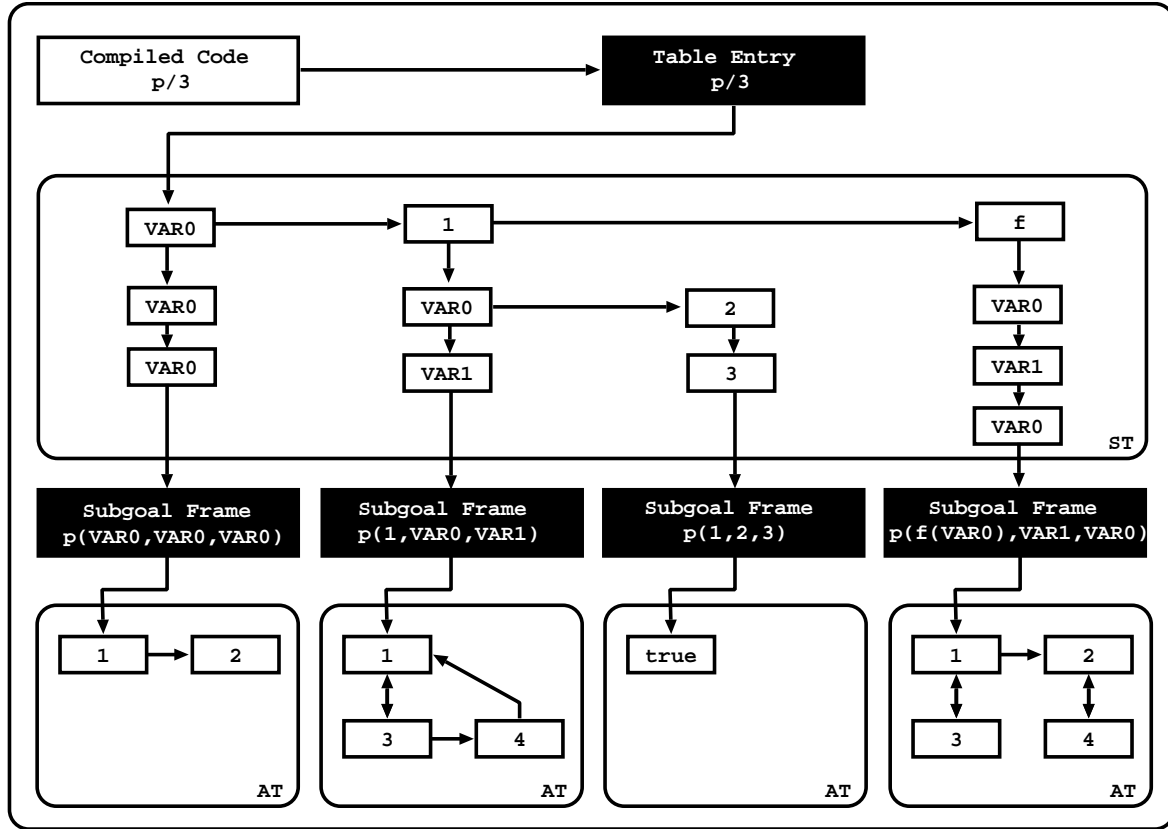 Compiled Code
p/3
Table Entry
p/3
VAR0
1
f
VAR0
VAR0
2
VAR0
VAR0
VAR1
3
VAR1
VAR0
ST
Subgoal Frame
p(VAR0,VAR0,VAR0)
Subgoal Frame
p(1,VAR0,VAR1)
Subgoal Frame
p(1,2,3)
Subgoal Frame
p(f(VAR0),VAR1,VAR0)
1
2
AT
1
3
4
AT
true
AT
1
2
3
4
AT